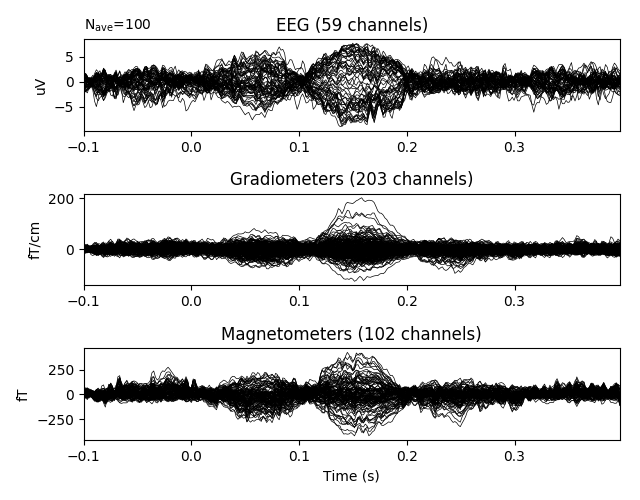 N_ave=100
EEG (59 channels)
5
0
−5
uV
−0.1 0.0 0.1 0.2 0.3
Gradiometers (203 channels)
200
0
fT/cm
−0.1 0.0 0.1 0.2 0.3
Magnetometers (102 channels)
250
0
−250
fT
−0.1 0.0 0.1 0.2 0.3
Time (s)